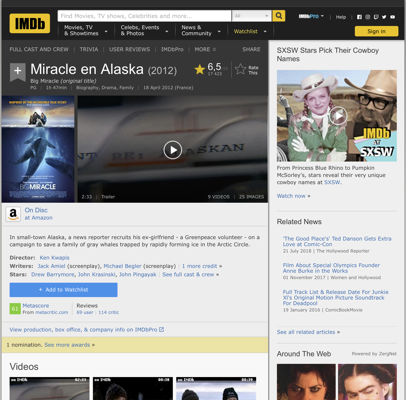 IMDb
Find Movies, TV shows, Celebrities and more...
All
Movies, TV & Showtimes
Celebs, Events & Photos
News & Community
Watchlist
IMDbPro
Help
Sign in
FULL CAST AND CREW | TRIVIA | USER REVIEWS | IMDbPro | MORE
SHARE
Miracle en Alaska (2012)
Big Miracle (original title)
PG | 1h 47min | Biography, Drama, Family | 18 April 2012 (France)
6,5
Rate This
BIG MIRACLE
ALASKAN
2:33 | Trailer
9 VIDEOS | 25 IMAGES
On Disc
at Amazon
In small-town Alaska, a news reporter recruits his ex-girlfriend - a Greenpeace volunteer - on a
campaign to save a family of gray whales trapped by rapidly forming ice in the Arctic Circle.
Director: Ken Kwapis
Writers: Jack Amiel (screenplay), Michael Begler (screenplay) | 1 more credit »
Stars: Drew Barrymore, John Krasinski, John Pingayak | See full cast & crew »
+ Add to Watchlist
61
Metascore
From metacritic.com
Reviews
69 user | 114 critic
View production, box office, & company info on IMDbPro
1 nomination. See more awards »
Videos
SXSW Stars Pick Their Cowboy
Names
IMDb
AT
SXSW
From Princess Blue Rhino to Pumpkin
McSorley's, stars reveal their very unique
cowboy names at SXSW.
Watch now »
Related News
'The Good Place's' Ted Danson Gets Extra
Love at Comic-Con
21 July 2018 | The Hollywood Reporter
Film About Special Olympics Founder
Anne Burke in the Works
01 November 2017 | Women and Hollywood
Full Track List & Release Date for Junkie
Xl's Original Motion Picture Soundtrack
For Deadpool
19 January 2016 | ComicBookMovie
See all related articles »
Around The Web
Powered by ZergNet